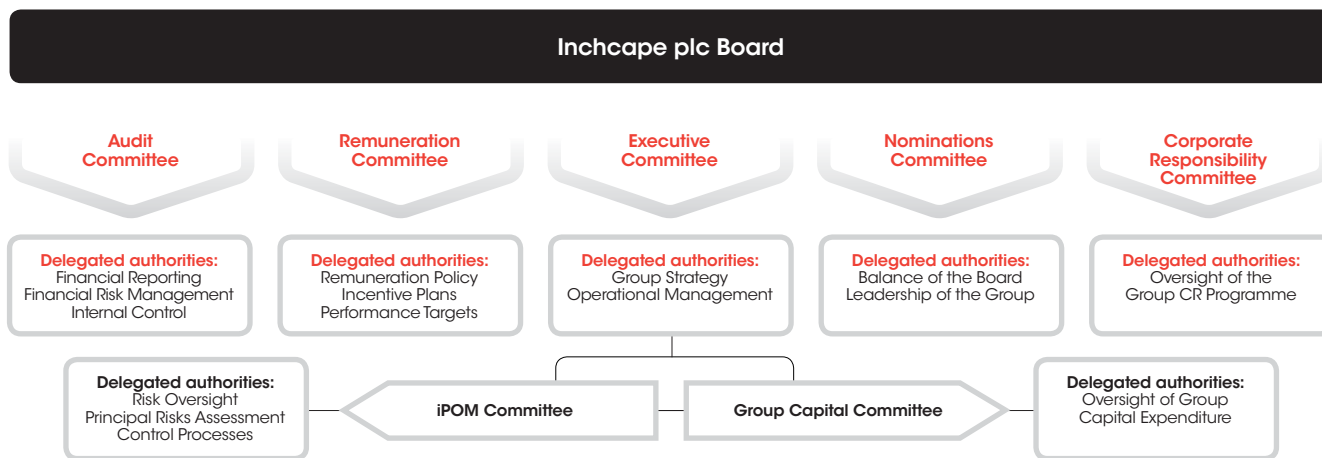 Inchcape plc Board
Audit
Committee
Remuneration
Committee
Executive
Committee
Nominations
Committee
Corporate
Responsibility
Committee
Delegated authorities:
Financial Reporting
Financial Risk Management
Internal Control
Delegated authorities:
Remuneration Policy
Incentive Plans
Performance Targets
Delegated authorities:
Group Strategy
Operational Management
Delegated authorities:
Balance of the Board
Leadership of the Group
Delegated authorities:
Oversight of the
Group CR Programme
Delegated authorities:
Risk Oversight
Principal Risks Assessment
Control Processes
iPOM Committee
Group Capital Committee
Delegated authorities:
Oversight of Group
Capital Expenditure